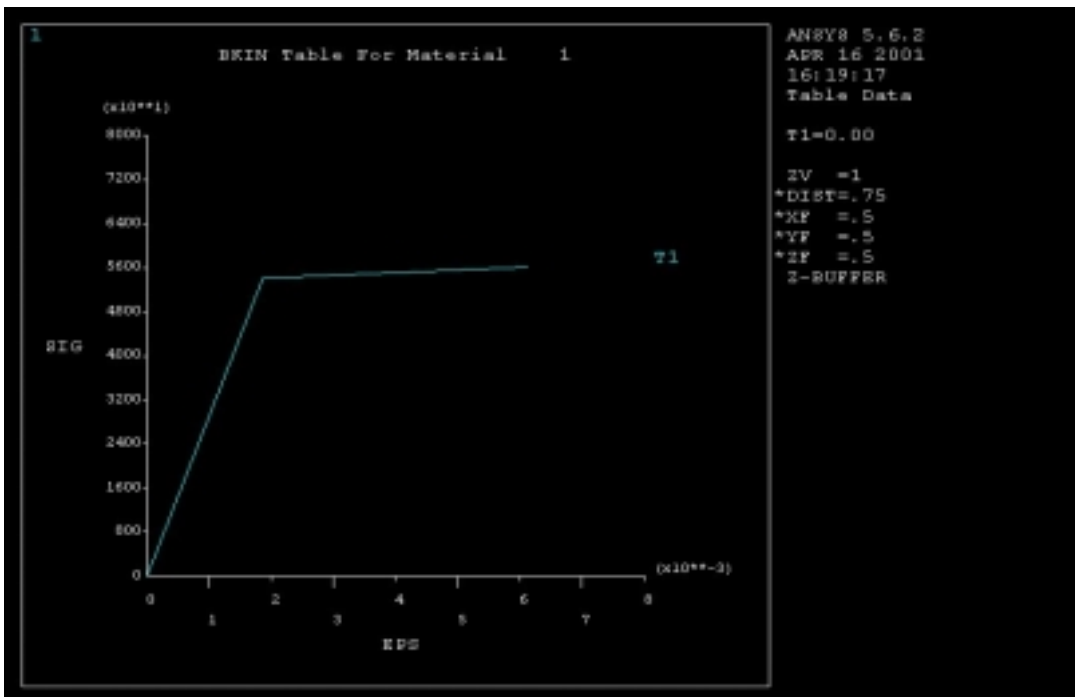 1
BKIN Table For Material 1
(x10**1)
8000
7200
6400
5600
4800
SIG
4000
3200
2400
1600
800
0
(x10**-3)
0 2 4 6 8
1 3 5 7
EPS
T1
ANSYS 5.6.2
APR 16 2001
16:19:17
Table Data
T1=0.00
ZV =1
*DIST=.75
*XF =.5
*YF =.5
*ZF =.5
Z-BUFFER